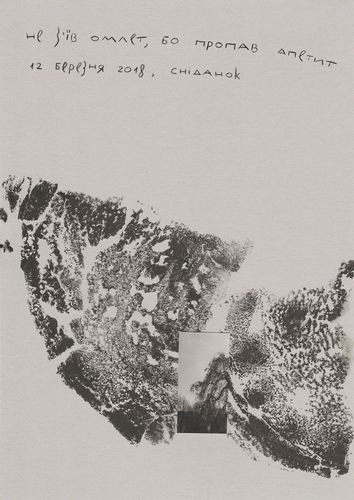 не з'їв омлет, бо пропав апетит
12 березня 2018, сніданок